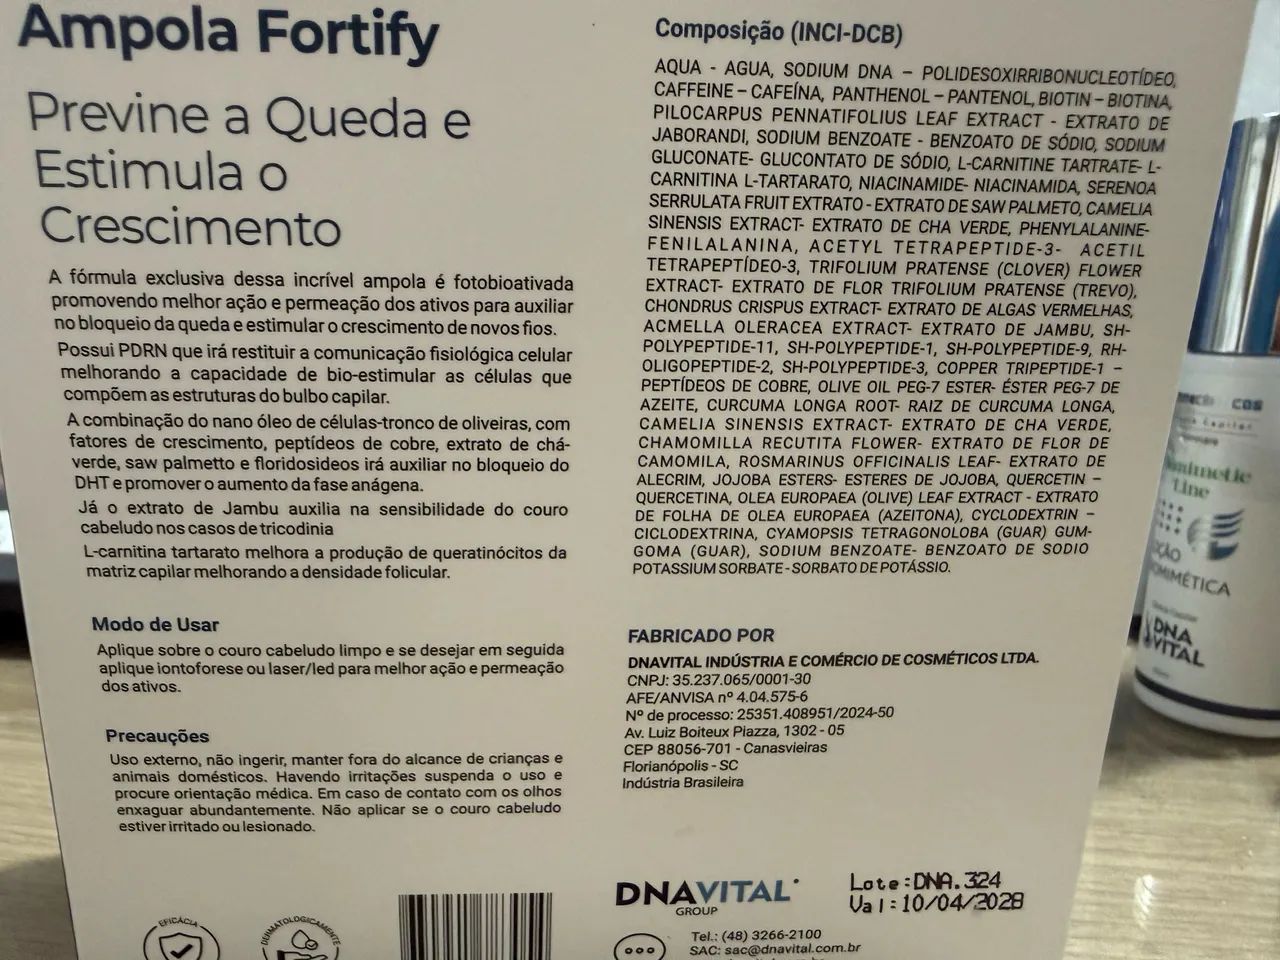 Ampola Fortify
Previne a Queda e
Estimula o
Crescimento
A fórmula exclusiva dessa incrível ampola é fotobioativada
promovendo melhor ação e permeação dos ativos para auxiliar
no bloqueio da queda e estimular o crescimento de novos fios.
Possui PDRN que irá restituir a comunicação fisiológica celular
melhorando a capacidade de bio-estimular as células que
compõem as estruturas do bulbo capilar.
A combinação do nano óleo de células-tronco de oliveiras, com
fatores de crescimento, peptídeos de cobre, extrato de chá-
verde, saw palmetto e floridosideos irá auxiliar no bloqueio do
DHT e promover o aumento da fase anágena.
Já o extrato de Jambu auxilia na sensibilidade do couro
cabeludo nos casos de tricodinia
L-carnitina tartarato melhora a produção de queratinócitos da
matriz capilar melhorando a densidade folicular.
Modo de Usar
Aplique sobre o couro cabeludo limpo e se desejar em seguida
aplique iontoforese ou laser/led para melhor ação e permeação
dos ativos.
Precauções
Uso externo, não ingerir, manter fora do alcance de crianças e
animais domésticos. Havendo irritações suspenda o uso e
procure orientação médica. Em caso de contato com os olhos
enxaguar abundantemente. Não aplicar se o couro cabeludo
estiver irritado ou lesionado.
EFICÁCIA
DERMATOLOGICAMENTE
Composição (INCI-DCB)
AQUA - AGUA, SODIUM DNA – POLIDESOXIRRIBONUCLEOTÍDEO,
CAFFEINE – CAFEÍNA, PANTHENOL – PANTENOL, BIOTIN – BIOTINA,
PILOCARPUS PENNATIFOLIUS LEAF EXTRACT - EXTRATO DE
JABORANDI, SODIUM BENZOATE - BENZOATO DE SÓDIO, SODIUM
GLUCONATE- GLUCONTATO DE SÓDIO, L-CARNITINE TARTRATE- L-
CARNITINA L-TARTARATO, NIACINAMIDE- NIACINAMIDA, SERENOA
SERRULATA FRUIT EXTRATO - EXTRATO DE SAW PALMETO, CAMELIA
SINENSIS EXTRACT- EXTRATO DE CHA VERDE, PHENYLALANINE-
FENILALANINA, ACETYL TETRAPEPTIDE-3- ACETIL
TETRAPEPTÍDEO-3, TRIFOLIUM PRATENSE (CLOVER) FLOWER
EXTRACT- EXTRATO DE FLOR TRIFOLIUM PRATENSE (TREVO),
CHONDRUS CRISPUS EXTRACT- EXTRATO DE ALGAS VERMELHAS,
ACMELLA OLERACEA EXTRACT- EXTRATO DE JAMBU, SH-
POLYPEPTIDE-11, SH-POLYPEPTIDE-1, SH-POLYPEPTIDE-9, RH-
OLIGOPEPTIDE-2, SH-POLYPEPTIDE-3, COPPER TRIPEPTIDE-1 –
PEPTÍDEOS DE COBRE, OLIVE OIL PEG-7 ESTER- ÉSTER PEG-7 DE
AZEITE, CURCUMA LONGA ROOT- RAIZ DE CURCUMA LONGA,
CAMELIA SINENSIS EXTRACT- EXTRATO DE CHA VERDE,
CHAMOMILLA RECUTITA FLOWER- EXTRATO DE FLOR DE
CAMOMILA, ROSMARINUS OFFICINALIS LEAF- EXTRATO DE
ALECRIM, JOJOBA ESTERS- ESTERES DE JOJOBA, QUERCETIN –
QUERCETINA, OLEA EUROPAEA (OLIVE) LEAF EXTRACT - EXTRATO
DE FOLHA DE OLEA EUROPAEA (AZEITONA), CYCLODEXTRIN –
CICLODEXTRINA, CYAMOPSIS TETRAGONOLOBA (GUAR) GUM-
GOMA (GUAR), SODIUM BENZOATE- BENZOATO DE SODIO
POTASSIUM SORBATE - SORBATO DE POTÁSSIO.
FABRICADO POR
DNAVITAL INDÚSTRIA E COMÉRCIO DE COSMÉTICOS LTDA.
CNPJ: 35.237.065/0001-30
AFE/ANVISA nº 4.04.575-6
Nº de processo: 25351.408951/2024-50
Av. Luiz Boiteux Piazza, 1302 - 05
CEP 88056-701 - Canasvieiras
Florianópolis - SC
Indústria Brasileira
DNAVITAL
GROUP
Lote:DNA.324
Val:10/04/2028
Tel.: (48) 3266-2100
SAC: sac@dnavital.com.br
Line
DNA
VITAL